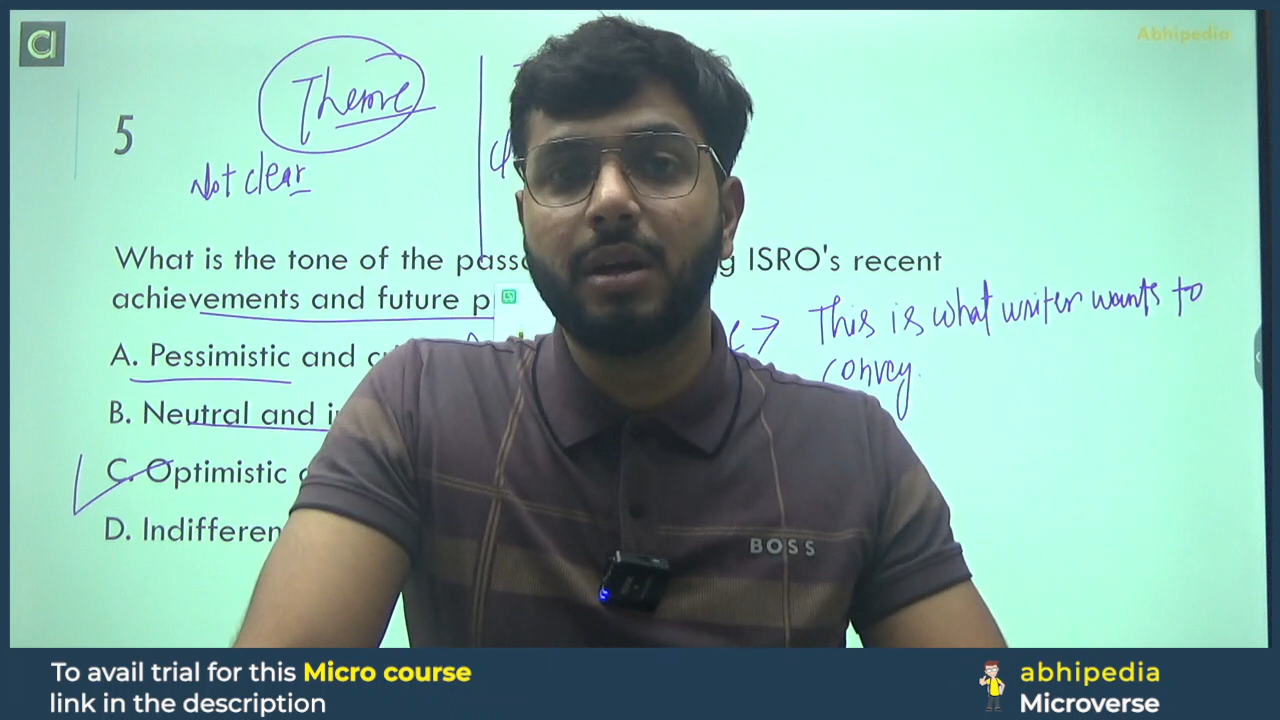 Abhipedia
Theme
5
Not clear
What is the tone of the pass g ISRO's recent
achievements and future p
This is what writer wants to
convey.
A. Pessimistic and c
B. Neutral and i
C. Optimistic
D. Indifferen
BOSS
To avail trial for this Micro course
link in the description
abhipedia
Microverse